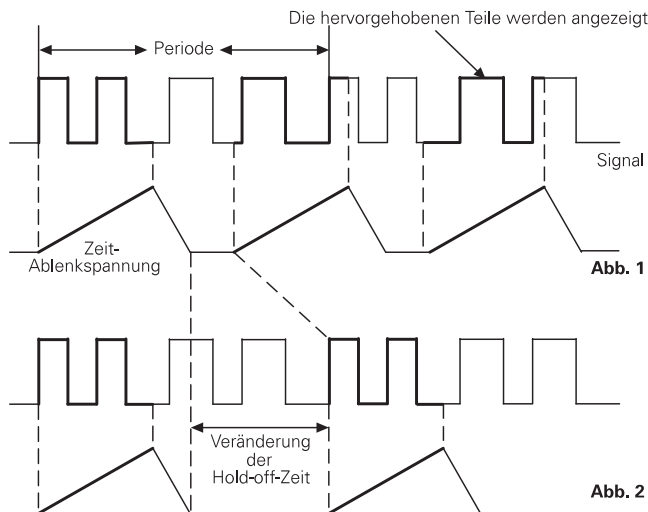 Die hervorgehobenen Teile werden angezeigt
Periode
Signal
Zeit-
Ablenkspannung
Abb. 1
Veränderung
der
Hold-off-Zeit
Abb. 2